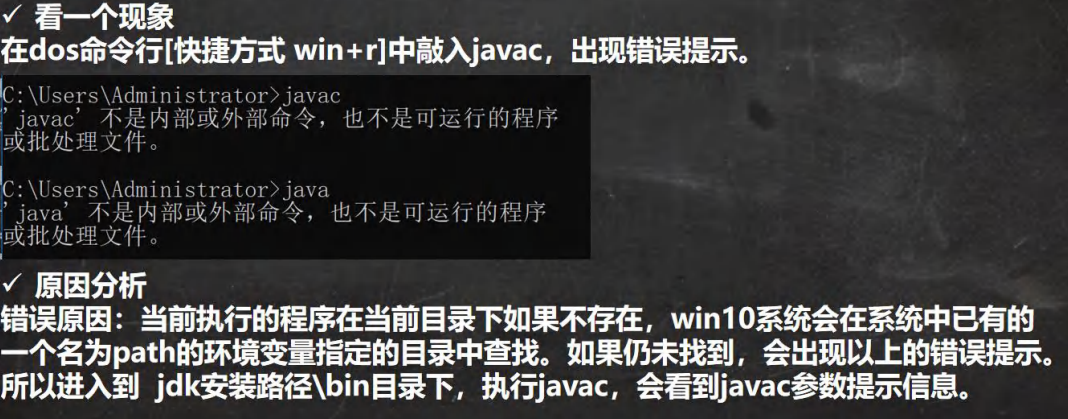 ✓ 看一个现象
在dos命令行[快捷方式 win+r]中敲入javac，出现错误提示。
C:\Users\Administrator>javac
'javac' 不是内部或外部命令，也不是可运行的程序
或批处理文件。
C:\Users\Administrator>java
'java' 不是内部或外部命令，也不是可运行的程序
或批处理文件。
✓ 原因分析
错误原因：当前执行的程序在当前目录下如果不存在，win10系统会在系统中已有的
一个名为path的环境变量指定的目录中查找。如果仍未找到，会出现以上的错误提示。
所以进入到 jdk安装路径\bin目录下，执行javac，会看到javac参数提示信息。